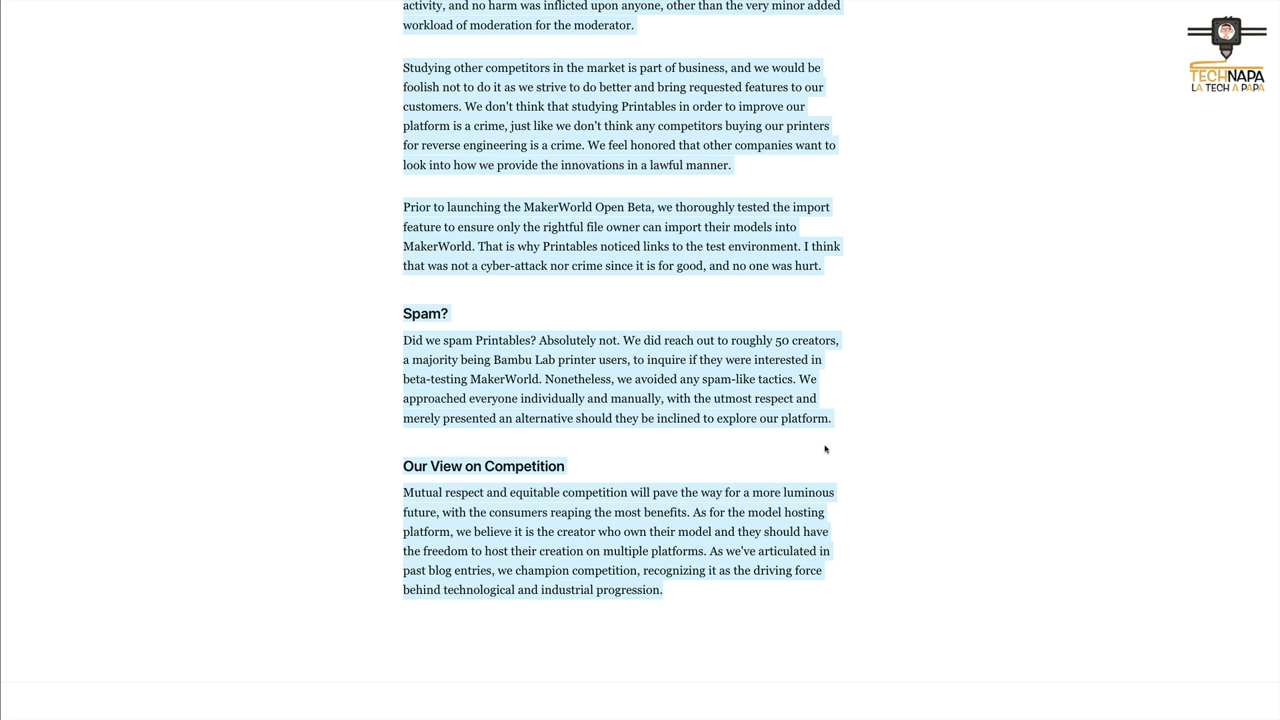 activity, and no harm was inflicted upon anyone, other than the very minor added
workload of moderation for the moderator.
Studying other competitors in the market is part of business, and we would be
foolish not to do it as we strive to do better and bring requested features to our
customers. We don't think that studying Printables in order to improve our
platform is a crime, just like we don't think any competitors buying our printers
for reverse engineering is a crime. We feel honored that other companies want to
look into how we provide the innovations in a lawful manner.
Prior to launching the MakerWorld Open Beta, we thoroughly tested the import
feature to ensure only the rightful file owner can import their models into
MakerWorld. That is why Printables noticed links to the test environment. I think
that was not a cyber-attack nor crime since it is for good, and no one was hurt.
Spam?
Did we spam Printables? Absolutely not. We did reach out to roughly 50 creators,
a majority being Bambu Lab printer users, to inquire if they were interested in
beta-testing MakerWorld. Nonetheless, we avoided any spam-like tactics. We
approached everyone individually and manually, with the utmost respect and
merely presented an alternative should they be inclined to explore our platform.
Our View on Competition
Mutual respect and equitable competition will pave the way for a more luminous
future, with the consumers reaping the most benefits. As for the model hosting
platform, we believe it is the creator who own their model and they should have
the freedom to host their creation on multiple platforms. As we've articulated in
past blog entries, we champion competition, recognizing it as the driving force
behind technological and industrial progression.
TECHNAPA
LA TECH A PAPA